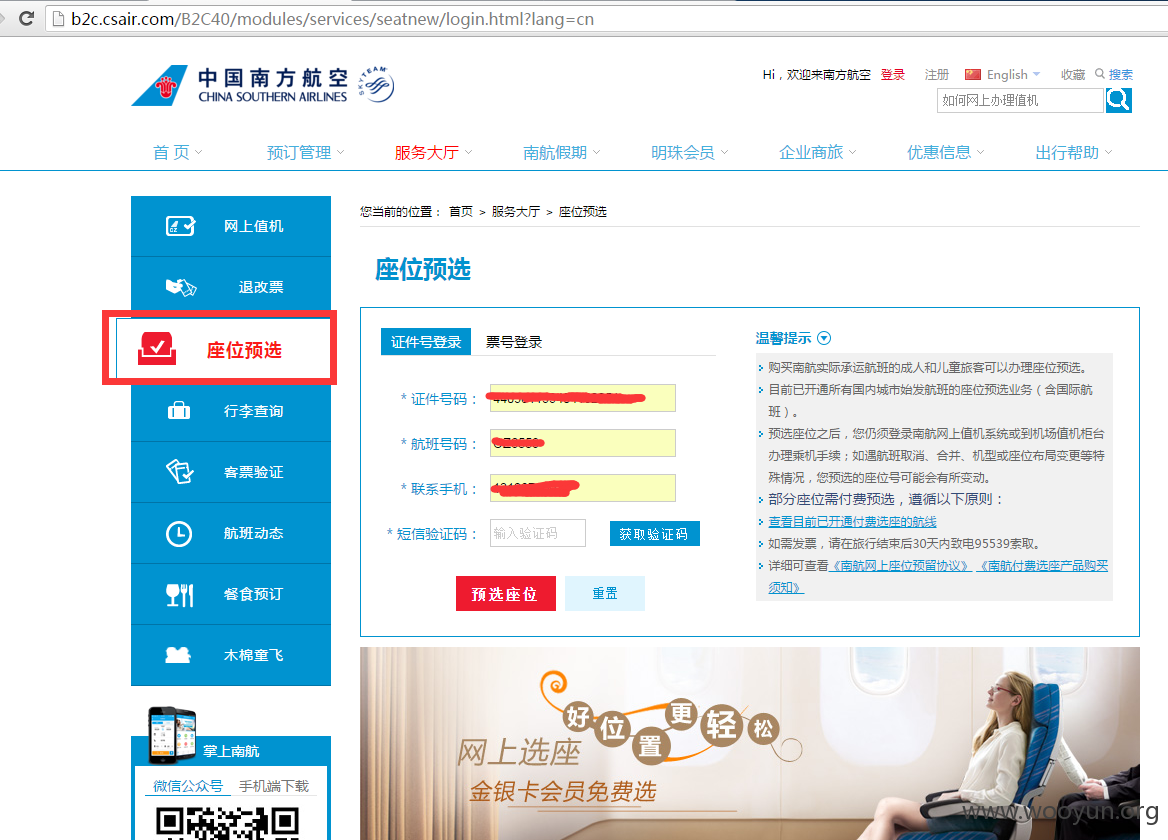 b2c.csair.com/B2C40/modules/services/seatnew/login.html?lang=cn
中国南方航空
CHINA SOUTHERN AIRLINES
SKYTEAM
Hi，欢迎来南方航空 登录 注册 English 收藏 搜索
如何网上办理值机
首页 预订管理 服务大厅 南航假期 明珠会员 企业商旅 优惠信息 出行帮助
网上值机
退改票
座位预选
行李查询
客票验证
航班动态
餐食预订
木棉童飞
掌上南航
微信公众号 手机端下载
您当前的位置： 首页 > 服务大厅 > 座位预选
座位预选
证件号登录 票号登录
* 证件号码：
* 航班号码：
* 联系手机：
* 短信验证码： 输入验证码 获取验证码
预选座位 重置
温馨提示
购买南航实际承运航班的成人和儿童旅客可以办理座位预选。
目前已开通所有国内城市始发航班的座位预选业务（含国际航
班）。
预选座位之后，您仍须登录南航网上值机系统或到机场值机柜台
办理乘机手续；如遇航班取消、合并、机型或座位布局变更等特
殊情况，您预选的座位号可能会有所变动。
部分座位需付费预选，遵循以下原则：
查看目前已开通付费选座的航线
如需发票，请在旅行结束后30天内致电95539索取。
详细可查看《南航网上座位预留协议》 《南航付费选座产品购买
须知》
好位置更轻松
网上选座
金银卡会员免费选
www.wooyun.org